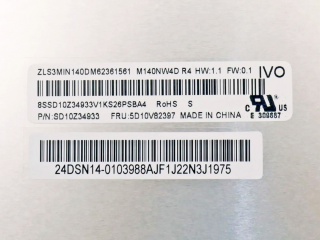 ZLS3MIN140DM62361561 M140NW4D R4 HW:1.1 FW:0.1 IVO
8SSD10Z34933V1KS26PSBA4 RoHS S
P/N:SD10Z34933 FRU:5D10V82397 MADE IN CHINA E 309887
24DSN14-0103988AJF1J22N3J1975